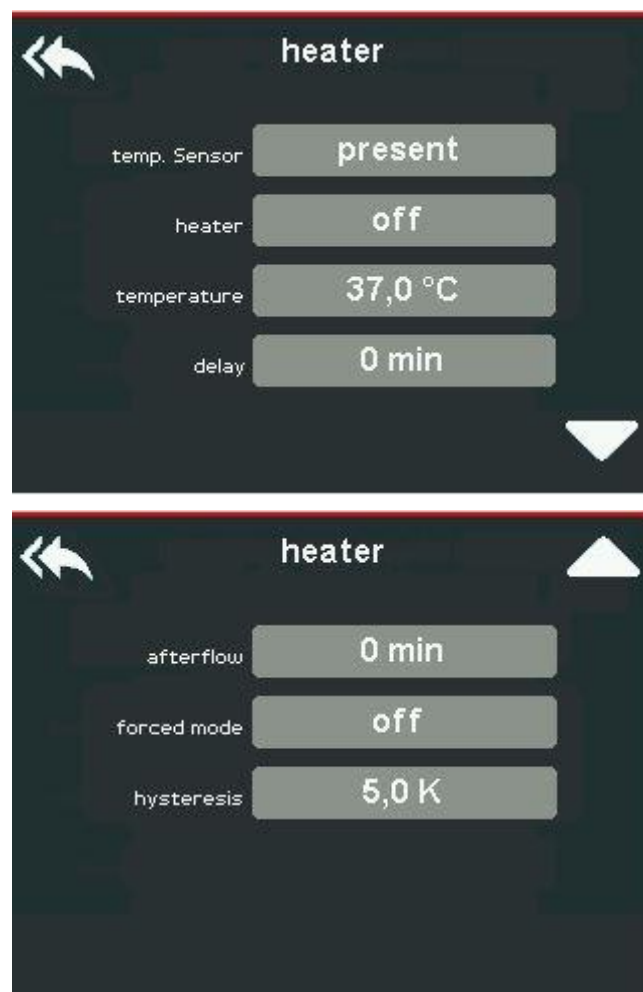 heater
temp. Sensor present
heater off
temperature 37,0 °C
delay 0 min
heater
afterflow 0 min
forced mode off
hysteresis 5,0 K